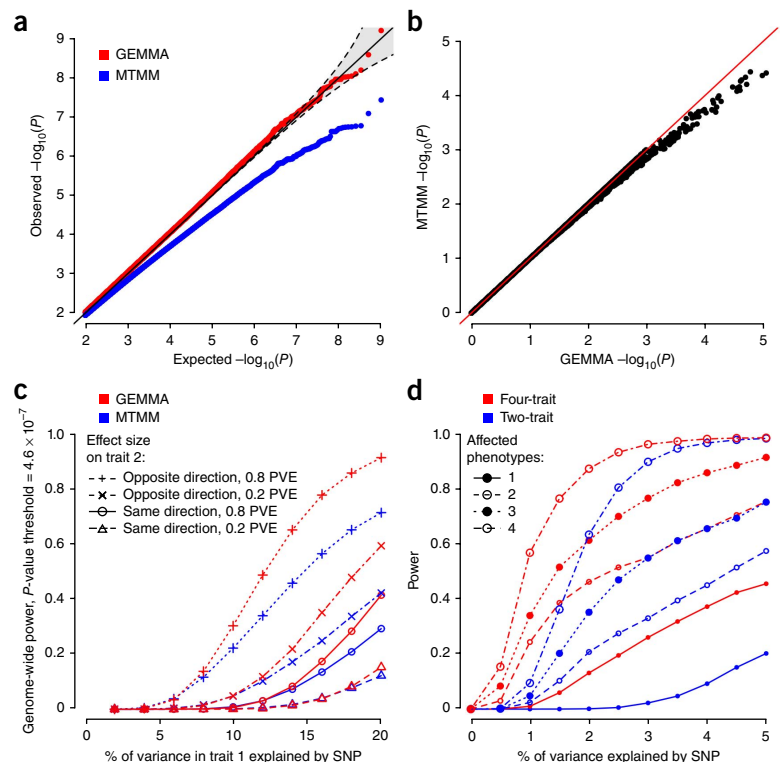 a
GEMMA
MTMM
Observed –log10(P)
9
8
7
6
5
4
3
2
2 3 4 5 6 7 8 9
Expected –log10(P)
b
MTMM –log10(P)
5
4
3
2
1
0
0 1 2 3 4 5
GEMMA –log10(P)
c
GEMMA
MTMM
Genome-wide power, P-value threshold = 4.6 × 10–7
1.0
0.8
0.6
0.4
0.2
0
Effect size
on trait 2:
Opposite direction, 0.8 PVE
Opposite direction, 0.2 PVE
Same direction, 0.8 PVE
Same direction, 0.2 PVE
0 5 10 15 20
% of variance in trait 1 explained by SNP
d
Four-trait
Two-trait
Power
1.0
0.8
0.6
0.4
0.2
0
Affected
phenotypes:
1
2
3
4
0 1 2 3 4 5
% of variance explained by SNP